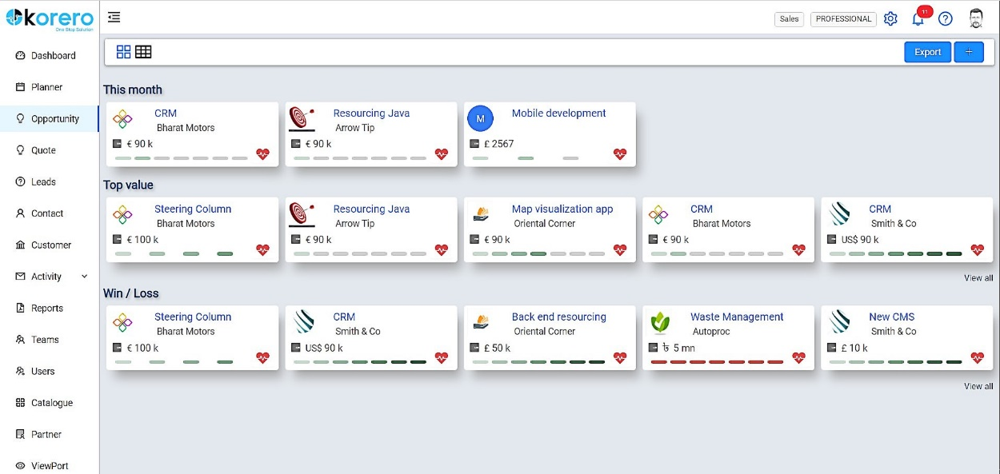 korero
One Stop Solution
Sales
PROFESSIONAL
11
Dashboard
Planner
Opportunity
Quote
Leads
Contact
Customer
Activity
Reports
Teams
Users
Catalogue
Partner
ViewPort
Export
+
This month
CRM
Bharat Motors
€ 90 k
Resourcing Java
Arrow Tip
€ 90 k
M
Mobile development
£ 2567
Top value
Steering Column
Bharat Motors
€ 100 k
Resourcing Java
Arrow Tip
€ 90 k
Map visualization app
Oriental Corner
€ 90 k
CRM
Bharat Motors
€ 90 k
CRM
Smith & Co
US$ 90 k
View all
Win / Loss
Steering Column
Bharat Motors
€ 100 k
CRM
Smith & Co
US$ 90 k
Back end resourcing
Oriental Corner
£ 50 k
Waste Management
Autoproc
৳ 5 mn
New CMS
Smith & Co
£ 10 k
View all